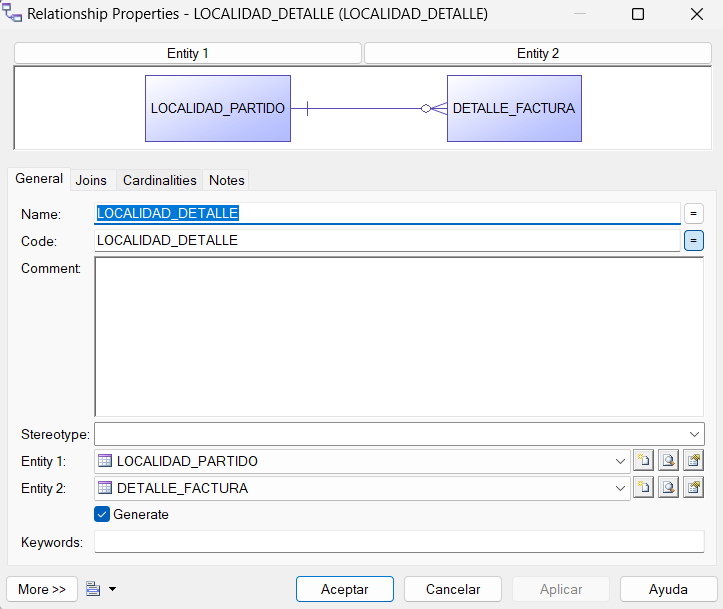 Relationship Properties - LOCALIDAD_DETALLE (LOCALIDAD_DETALLE)
Entity 1 Entity 2
LOCALIDAD_PARTIDO DETALLE_FACTURA
General Joins Cardinalities Notes
Name: LOCALIDAD_DETALLE =
Code: LOCALIDAD_DETALLE =
Comment:
Stereotype:
Entity 1: LOCALIDAD_PARTIDO
Entity 2: DETALLE_FACTURA
Generate
Keywords:
More >> Aceptar Cancelar Aplicar Ayuda